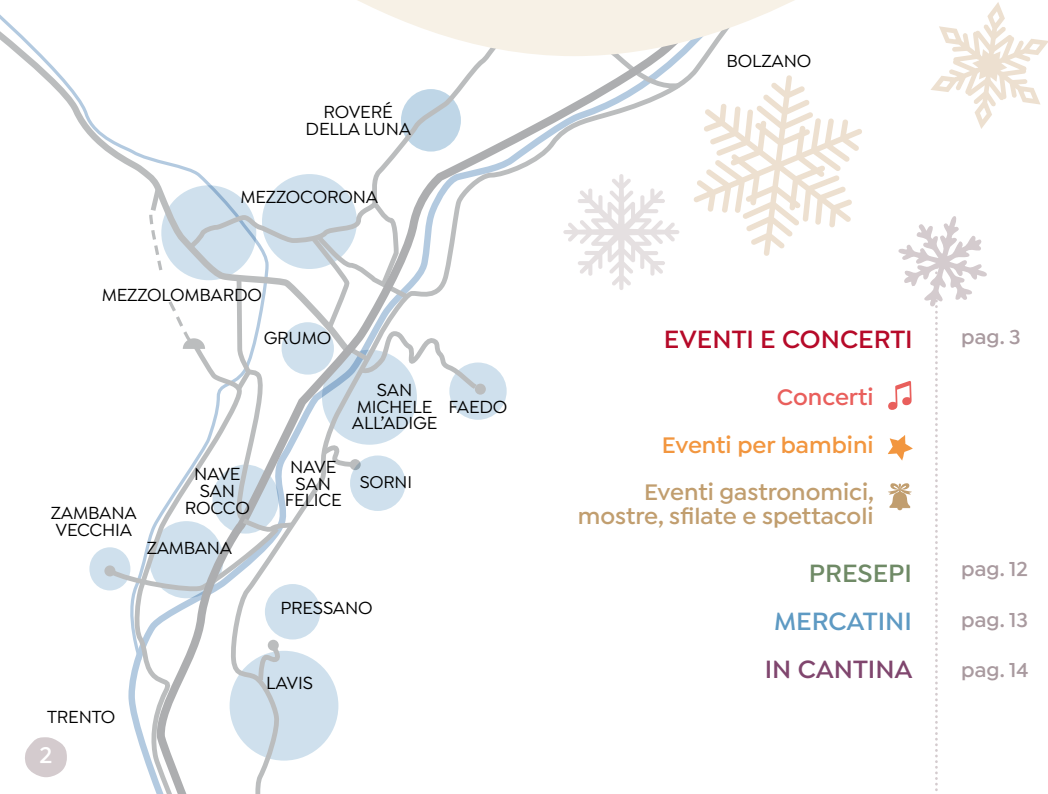 BOLZANO
ROVERÉ
DELLA LUNA
MEZZOCORONA
MEZZOLOMBARDO
GRUMO
SAN
MICHELE
ALL'ADIGE
FAEDO
NAVE
SAN
ROCCO
NAVE
SAN
FELICE
SORNI
ZAMBANA
VECCHIA
ZAMBANA
PRESSANO
LAVIS
TRENTO
2
EVENTI E CONCERTI pag. 3
Concerti
Eventi per bambini
Eventi gastronomici,
mostre, sfilate e spettacoli
PRESEPI pag. 12
MERCATINI pag. 13
IN CANTINA pag. 14